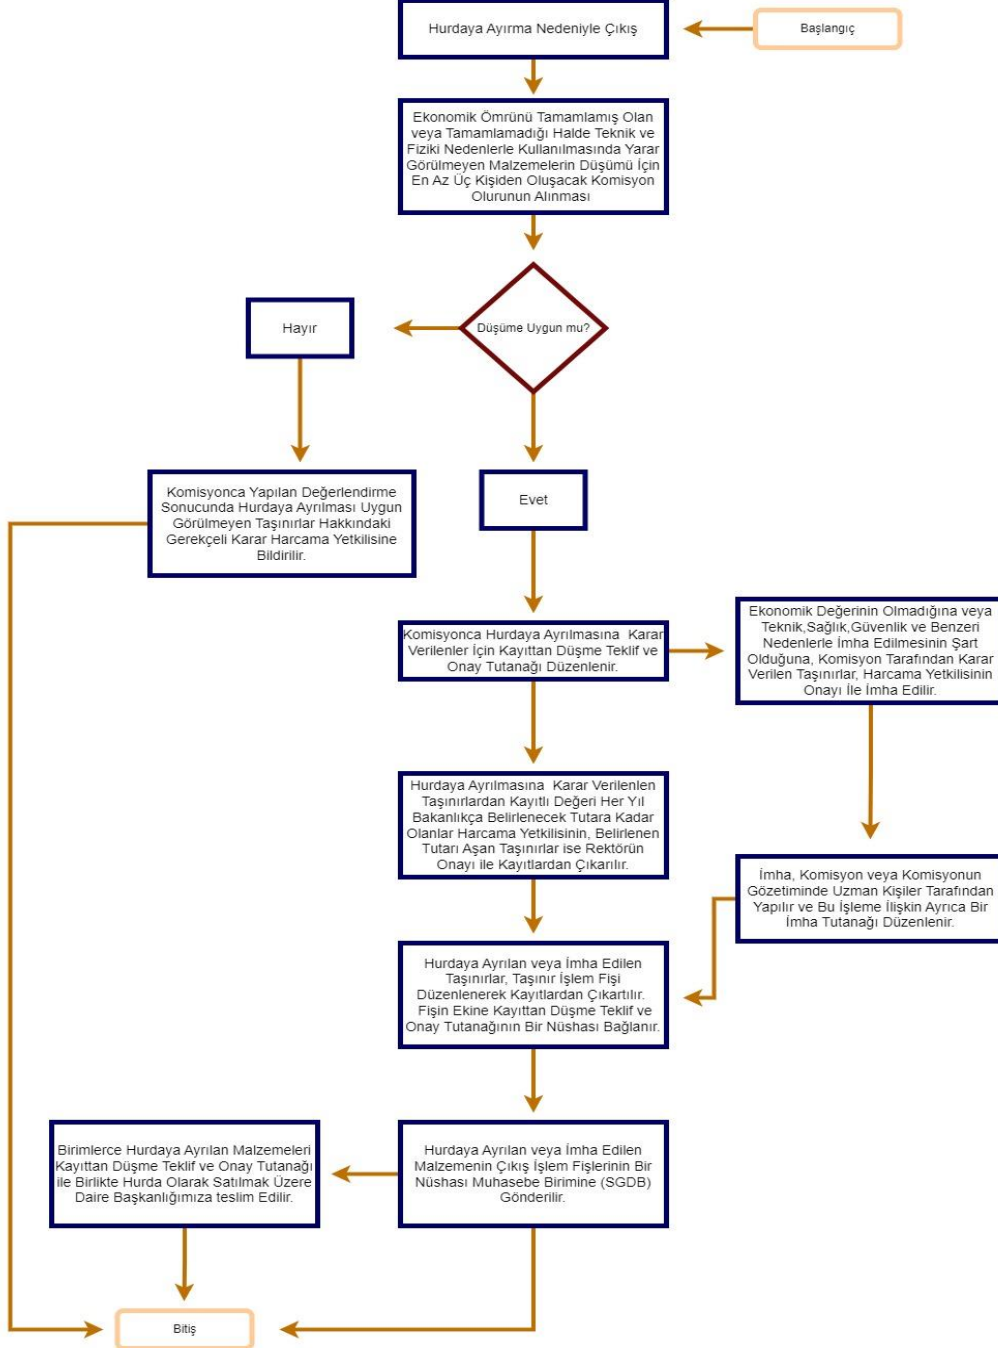 Hurdaya Ayırma Nedeniyle Çıkış
Başlangıç
Ekonomik Ömrünü Tamamlamış Olan
veya Tamamlamadığı Halde Teknik ve
Fiziki Nedenlerle Kullanılmasında Yarar
Görülmeyen Malzemelerin Düşümü İçin
En Az Üç Kişiden Oluşacak Komisyon
Olurunun Alınması
Düşüme Uygun mu?
Hayır
Evet
Komisyonca Yapılan Değerlendirme
Sonucunda Hurdaya Ayrılması Uygun
Görülmeyen Taşınırlar Hakkındaki
Gerekçeli Karar Harcama Yetkilisine
Bildirilir.
Komisyonca Hurdaya Ayrılmasına Karar
Verilenler İçin Kayıttan Düşme Teklif ve
Onay Tutanağı Düzenlenir.
Ekonomik Değerinin Olmadığına veya
Teknik,Sağlık,Güvenlik ve Benzeri
Nedenlerle İmha Edilmesinin Şart
Olduğuna, Komisyon Tarafından Karar
Verilen Taşınırlar, Harcama Yetkilisinin
Onayı İle İmha Edilir.
Hurdaya Ayrılmasına Karar Verilenlen
Taşınırlardan Kayıtlı Değeri Her Yıl
Bakanlıkça Belirlenecek Tutara Kadar
Olanlar Harcama Yetkilisinin, Belirlenen
Tutarı Aşan Taşınırlar ise Rektörün
Onayı ile Kayıtlardan Çıkarılır.
İmha, Komisyon veya Komisyonun
Gözetiminde Uzman Kişiler Tarafından
Yapılır ve Bu İşleme İlişkin Ayrıca Bir
İmha Tutanağı Düzenlenir.
Hurdaya Ayrılan veya İmha Edilen
Taşınırlar, Taşınır İşlem Fişi
Düzenlenerek Kayıtlardan Çıkartılır.
Fişin Ekine Kayıttan Düşme Teklif ve
Onay Tutanağının Bir Nüshası Bağlanır.
Birimlerce Hurdaya Ayrılan Malzemeleri
Kayıttan Düşme Teklif ve Onay Tutanağı
ile Birlikte Hurda Olarak Satılmak Üzere
Daire Başkanlığımıza teslim Edilir.
Hurdaya Ayrılan veya İmha Edilen
Malzemenin Çıkış İşlem Fişlerinin Bir
Nüshası Muhasebe Birimine (SGDB)
Gönderilir.
Bitiş